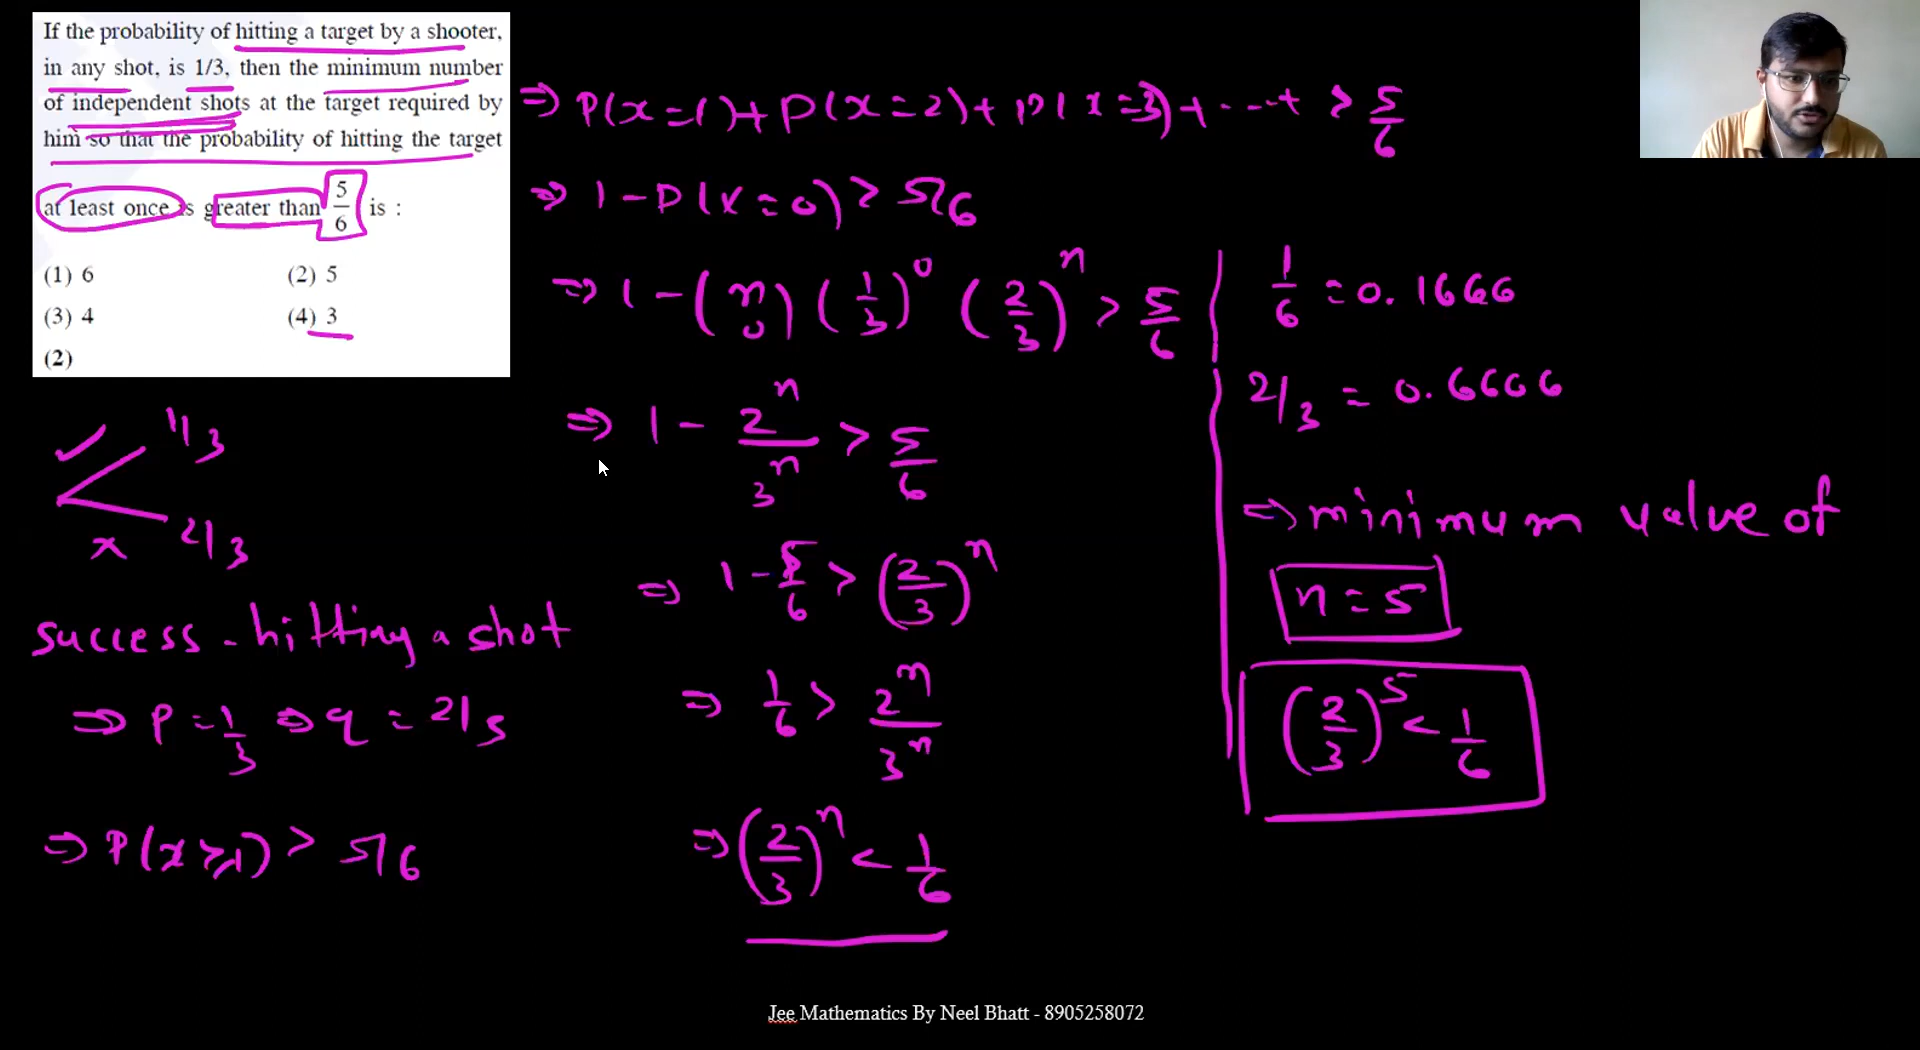 If the probability of hitting a target by a shooter,
in any shot, is 1/3, then the minimum number
of independent shots at the target required by
him so that the probability of hitting the target
at least once is greater than 5/6 is :
(1) 6 (2) 5
(3) 4 (4) 3
(2)
1/3
x 2/3
success - hitting a shot
⇒ p = 1/3 ⇒ q = 2/3
⇒ P(x ≥ 1) > 5/6
⇒ P(x = 1) + P(x = 2) + P(x = 3) + ---+ > 5/6
⇒ 1 - P(x = 0) > 5/6
⇒ 1 - (n 0) (1/3)^0 (2/3)^n > 5/6
⇒ 1 - 2^n/3^n > 5/6
⇒ 1 - 5/6 > (2/3)^n
⇒ 1/6 > 2^n/3^n
⇒ (2/3)^n < 1/6
1/6 = 0.1666
2/3 = 0.6666
⇒ minimum value of
n = 5
(2/3)^5 < 1/6
Jee Mathematics By Neel Bhatt - 8905258072